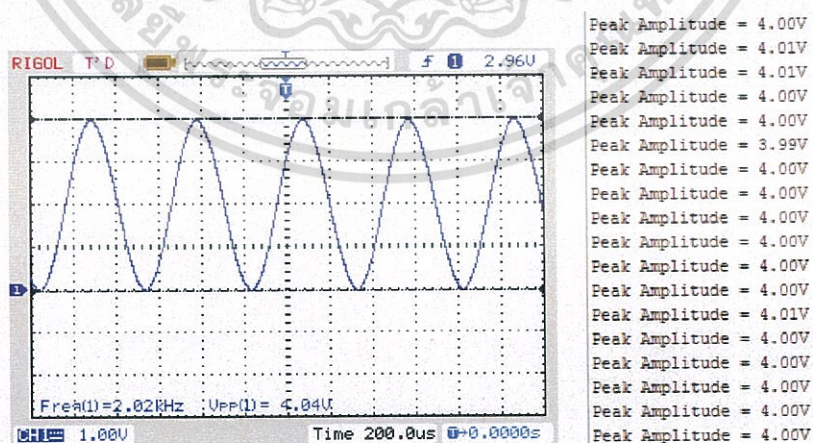 RIGOL T'D f 1 2.96V
T
1
Freq(1)=2.02kHz Vpp(1)= 4.04V
CH1 1.00V Time 200.0us T→0.0000s
Peak Amplitude = 4.00V
Peak Amplitude = 4.01V
Peak Amplitude = 4.01V
Peak Amplitude = 4.00V
Peak Amplitude = 4.00V
Peak Amplitude = 3.99V
Peak Amplitude = 4.00V
Peak Amplitude = 4.00V
Peak Amplitude = 4.00V
Peak Amplitude = 4.00V
Peak Amplitude = 4.00V
Peak Amplitude = 4.00V
Peak Amplitude = 4.01V
Peak Amplitude = 4.00V
Peak Amplitude = 4.00V
Peak Amplitude = 4.00V
Peak Amplitude = 4.00V
Peak Amplitude = 4.00V